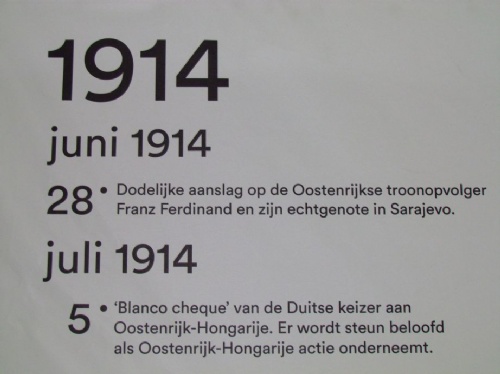 1914
juni 1914
28 • Dodelijke aanslag op de Oostenrijkse troonopvolger
Franz Ferdinand en zijn echtgenote in Sarajevo.
juli 1914
5 • ‘Blanco cheque’ van de Duitse keizer aan
Oostenrijk-Hongarije. Er wordt steun beloofd
als Oostenrijk-Hongarije actie onderneemt.